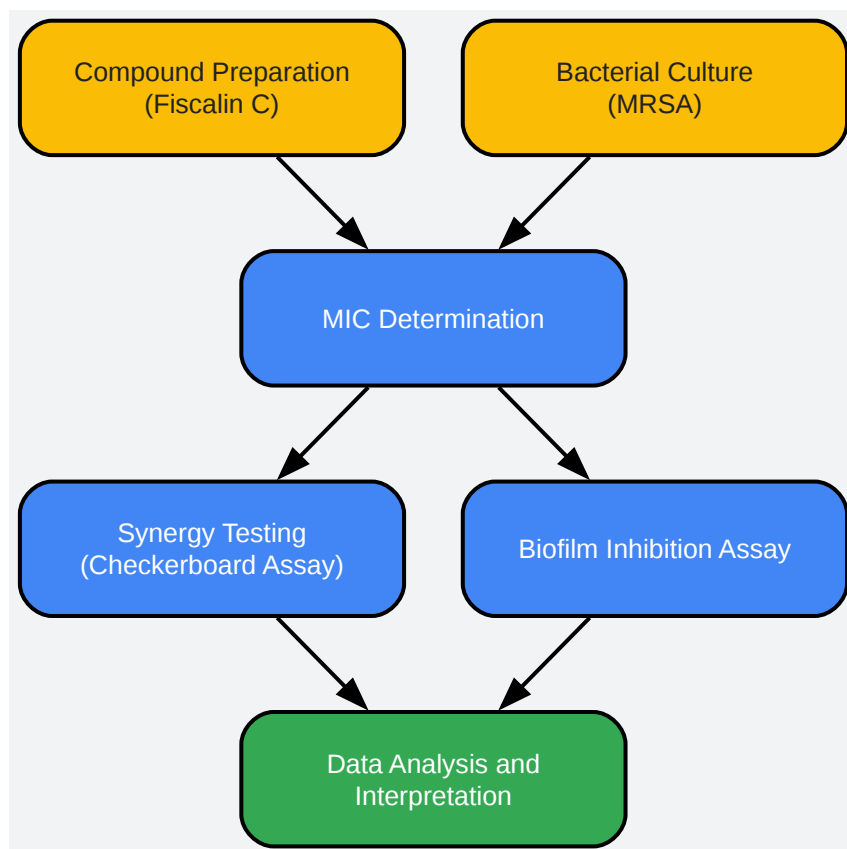 Compound Preparation
(Fiscalin C)
Bacterial Culture
(MRSA)
MIC Determination
Synergy Testing
(Checkerboard Assay)
Biofilm Inhibition Assay
Data Analysis and
Interpretation